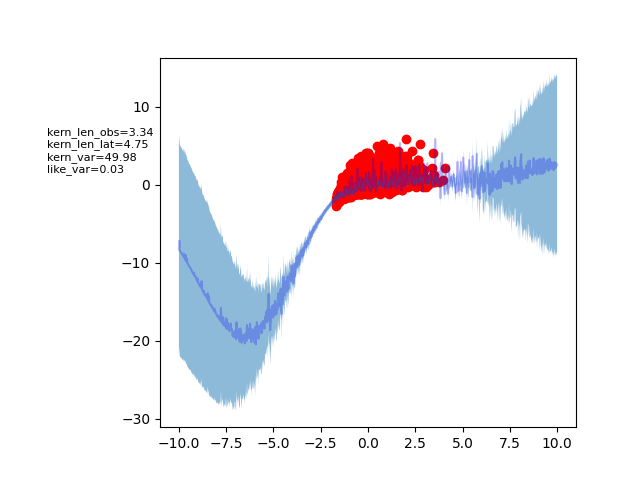 kern_len_obs=3.34
kern_len_lat=4.75
kern_var=49.98
like_var=0.03
10
0
−10
−20
−30
−10.0 −7.5 −5.0 −2.5 0.0 2.5 5.0 7.5 10.0